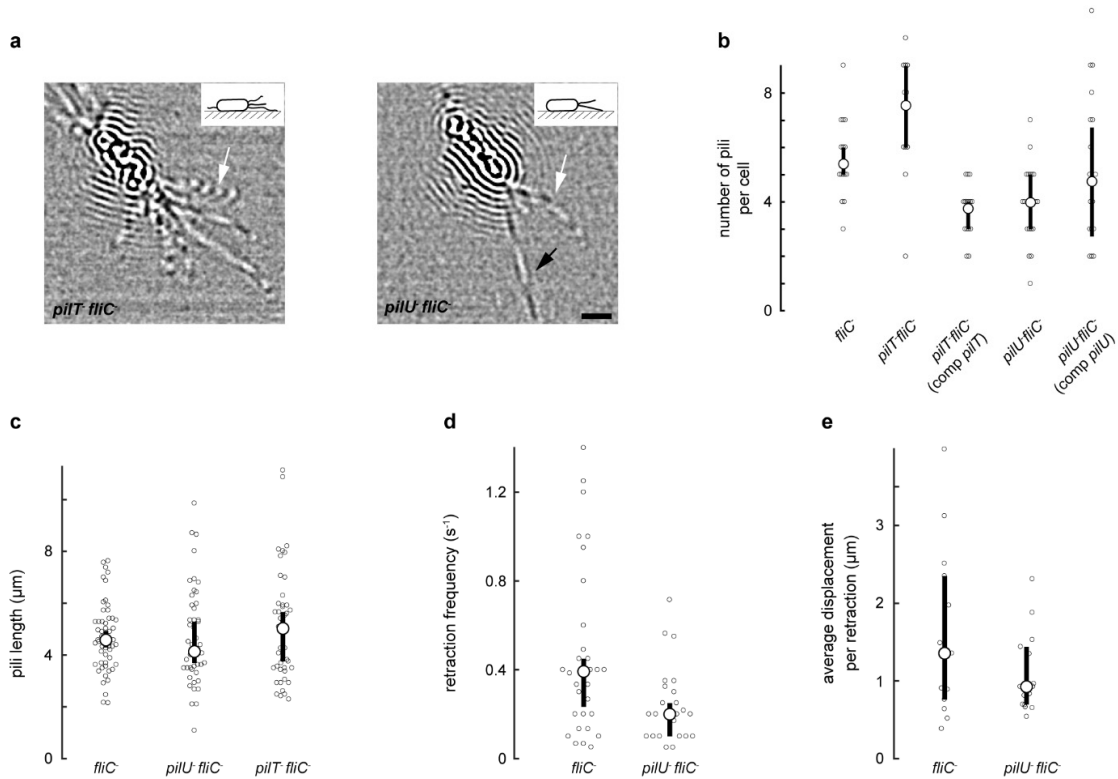 a
pilT⁻ fliC⁻
pilU⁻ fliC⁻
b
number of pili
per cell
8
4
0
fliC⁻
pilT⁻fliC⁻
pilT⁻fliC⁻
(comp pilT)
pilU⁻fliC⁻
pilU⁻fliC⁻
(comp pilU)
c
pili length (μm)
8
4
0
fliC⁻
pilU⁻ fliC⁻
pilT⁻ fliC⁻
d
retraction frequency (s⁻¹)
1.2
0.8
0.4
0
fliC⁻
pilU⁻ fliC⁻
e
average displacement
per retraction (μm)
4
3
2
1
0
fliC⁻
pilU⁻ fliC⁻